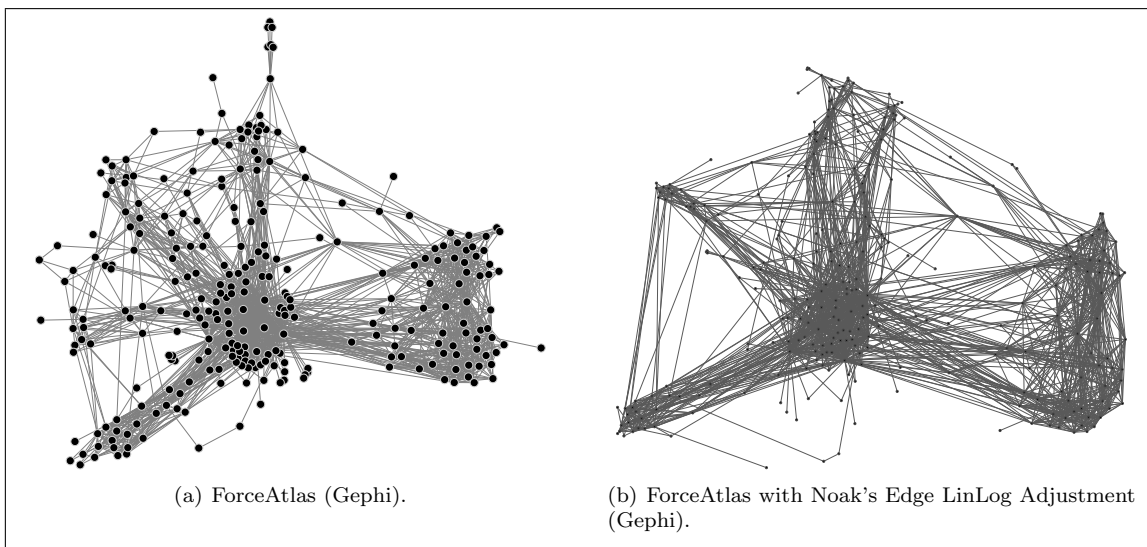 (a) ForceAtlas (Gephi).
(b) ForceAtlas with Noak's Edge LinLog Adjustment
(Gephi).